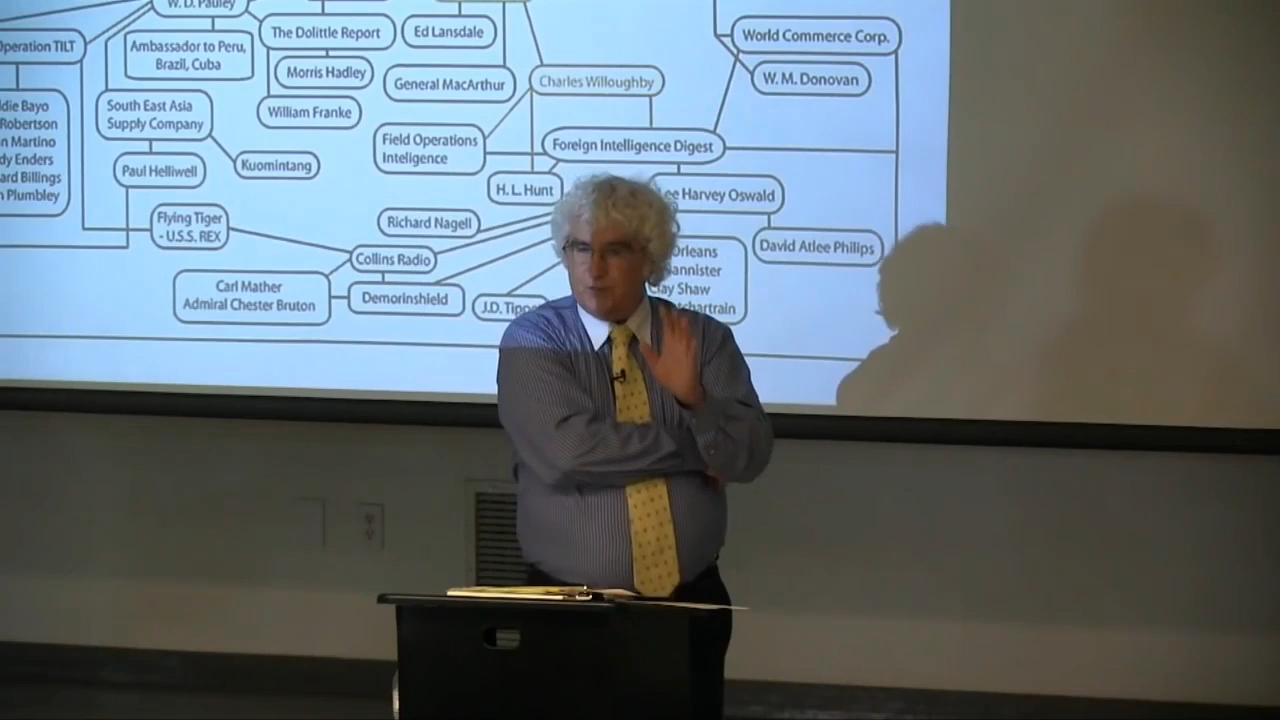 W. D. Pauley
The Dolittle Report
Ed Lansdale
World Commerce Corp.
Operation TILT
Ambassador to Peru,
Brazil, Cuba
Morris Hadley
General MacArthur
Charles Willoughby
W. M. Donovan
William Franke
South East Asia
Supply Company
Bayo
Robertson
Martino
Enders
Billings
Plumbley
Field Operations
Inteligence
Foreign Intelligence Digest
Kuomintang
Paul Helliwell
H. L. Hunt
Lee Harvey Oswald
Flying Tiger
- U.S.S. REX
Richard Nagell
David Atlee Philips
Collins Radio
Orleans
Bannister
Clay Shaw
Carl Mather
Admiral Chester Bruton
Demorinshield
J.D.